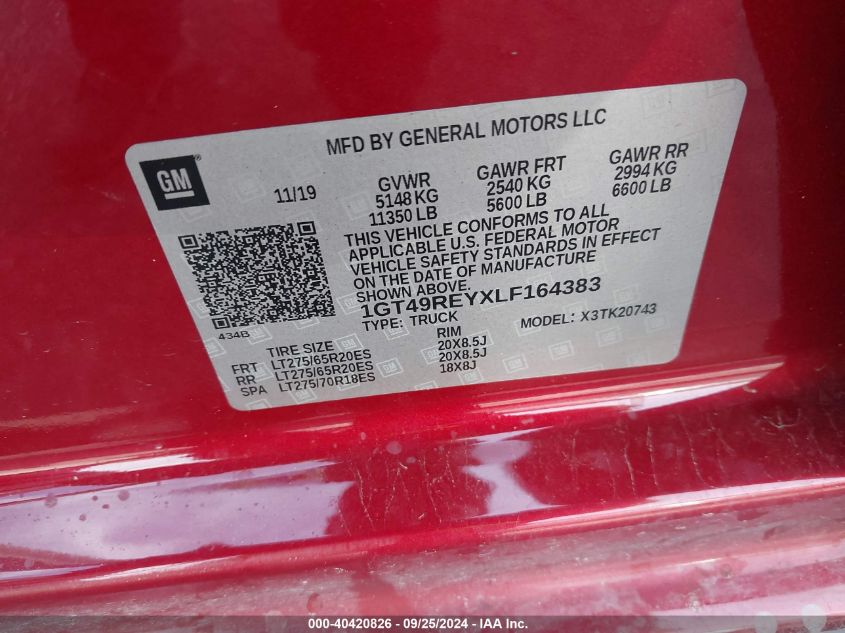 MFD BY GENERAL MOTORS LLC
GM
11/19
GVWR
5148 KG
11350 LB
GAWR FRT
2540 KG
5600 LB
GAWR RR
2994 KG
6600 LB
THIS VEHICLE CONFORMS TO ALL
APPLICABLE U.S. FEDERAL MOTOR
VEHICLE SAFETY STANDARDS IN EFFECT
ON THE DATE OF MANUFACTURE
SHOWN ABOVE.
1GT49REYXLF164383
TYPE: TRUCK
MODEL: X3TK20743
434B
TIRE SIZE RIM
FRT LT275/65R20ES 20X8.5J
RR LT275/65R20ES 20X8.5J
SPA LT275/70R18ES 18X8J
000-40420826 - 09/25/2024 - www.iaai.com